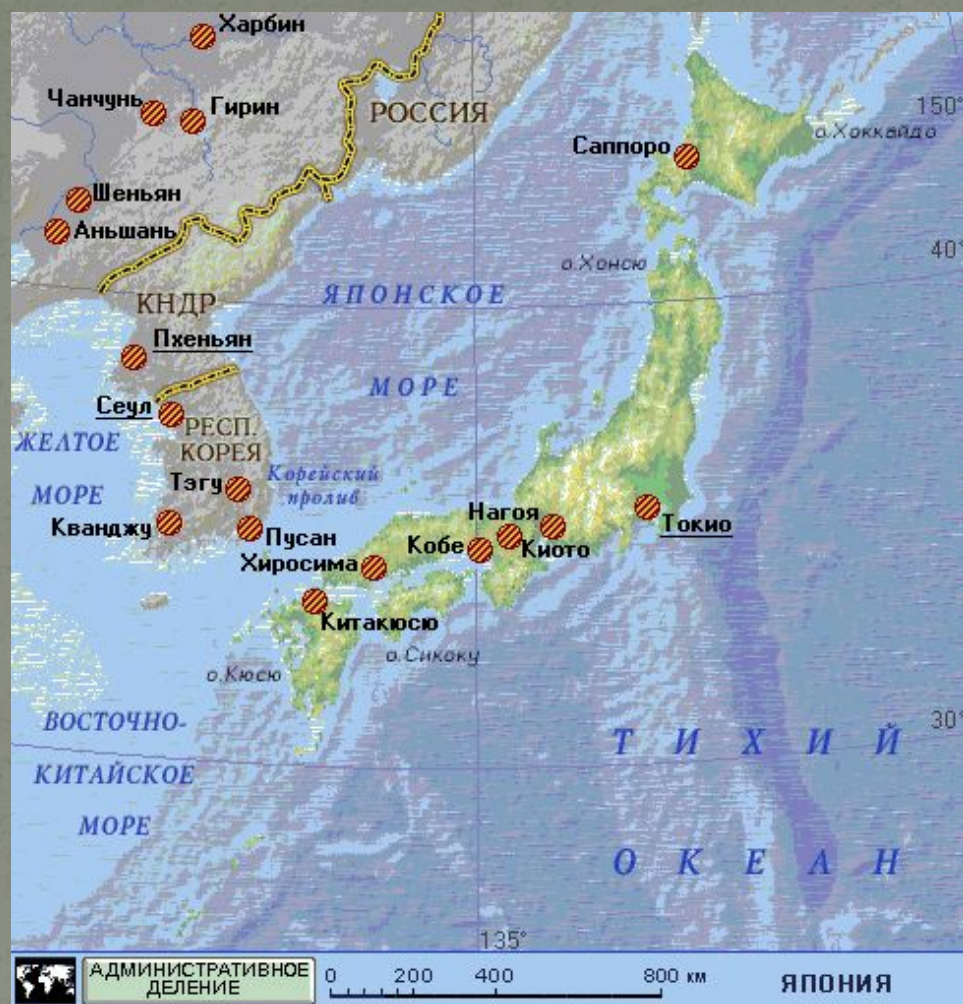 Харбин
Чанчунь
Гирин
РОССИЯ
150°
о.Хоккайдо
Саппоро
Шеньян
Аньшань
40°
о.Хонсю
ЯПОНСКОЕ
МОРЕ
КНДР
Пхеньян
Сеул
РЕСП.
КОРЕЯ
ЖЕЛТОЕ
МОРЕ
Тэгу
Корейский
пролив
Кванджу
Пусан
Хиросима
Кобе
Нагоя
Киото
Токио
Китакюсю
о.Сикоку
о.Кюсю
ВОСТОЧНО-
КИТАЙСКОЕ
МОРЕ
30°
ТИХИЙ
ОКЕАН
135°
АДМИНИСТРАТИВНОЕ
ДЕЛЕНИЕ
0 200 400 800 км
ЯПОНИЯ